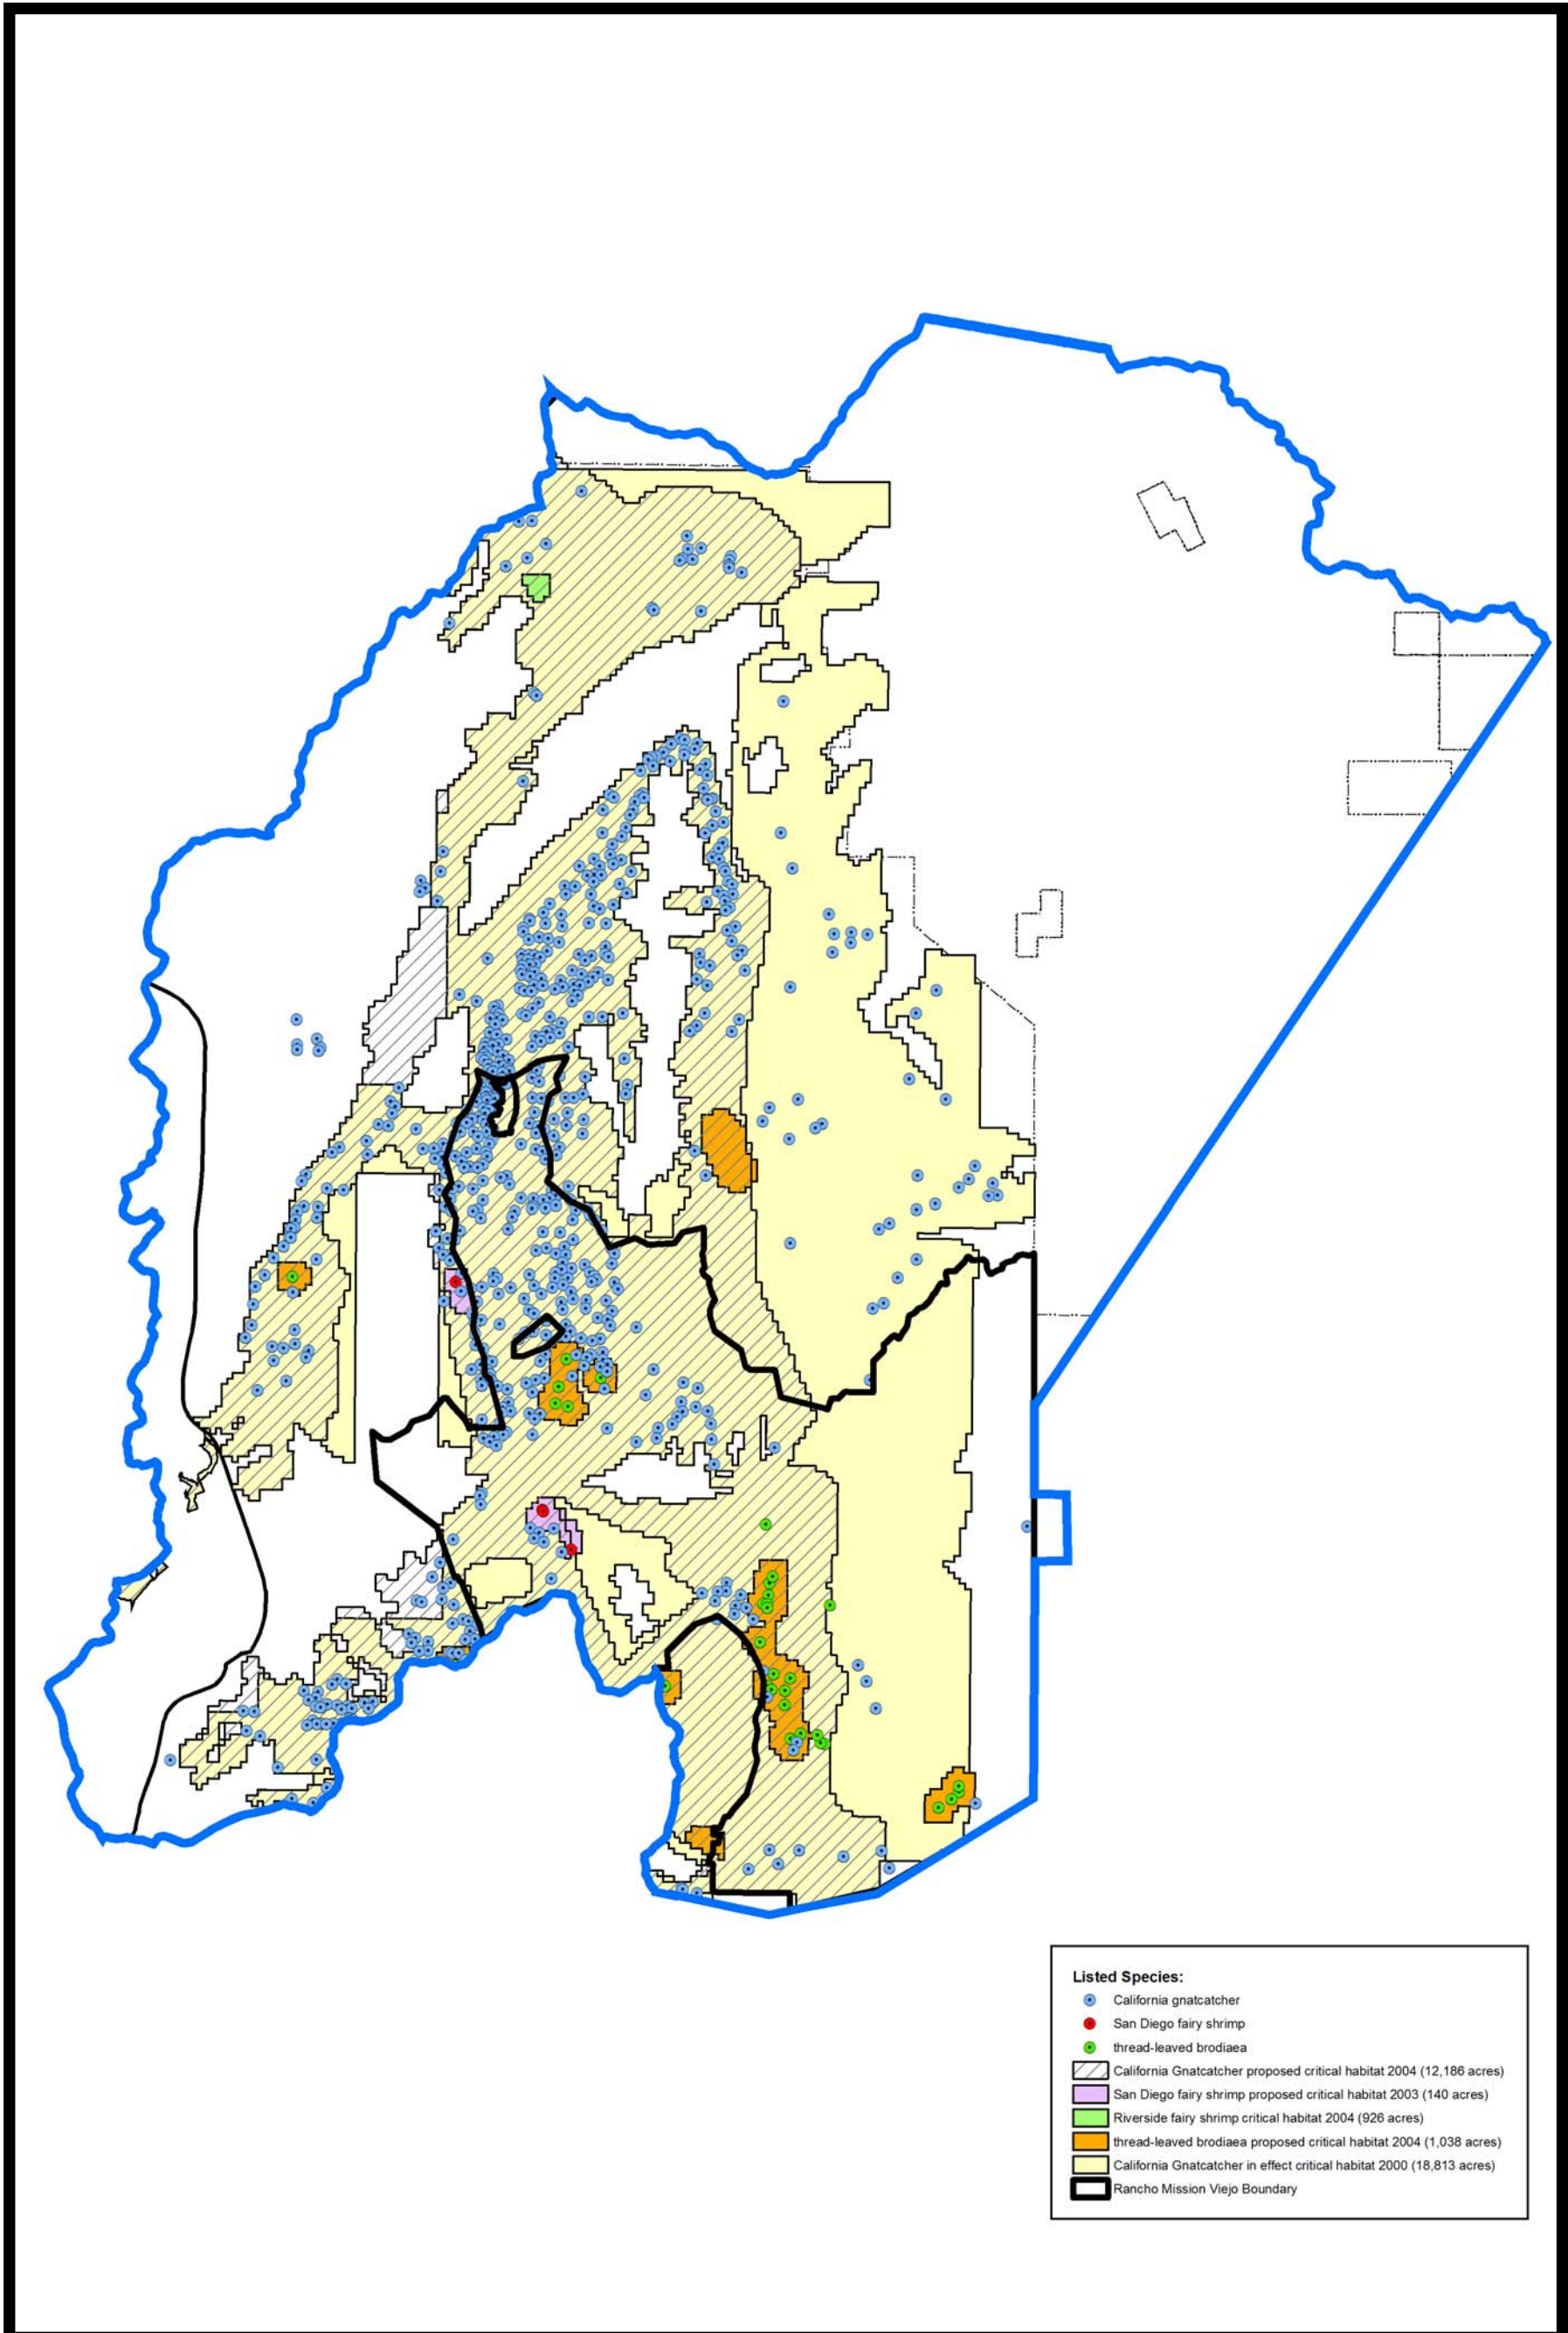 Listed Species:
California gnatcatcher
San Diego fairy shrimp
thread-leaved brodiaea
California Gnatcatcher proposed critical habitat 2004 (12,186 acres)
San Diego fairy shrimp proposed critical habitat 2003 (140 acres)
Riverside fairy shrimp critical habitat 2004 (926 acres)
thread-leaved brodiaea proposed critical habitat 2004 (1,038 acres)
California Gnatcatcher in effect critical habitat 2000 (18,813 acres)
Rancho Mission Viejo Boundary